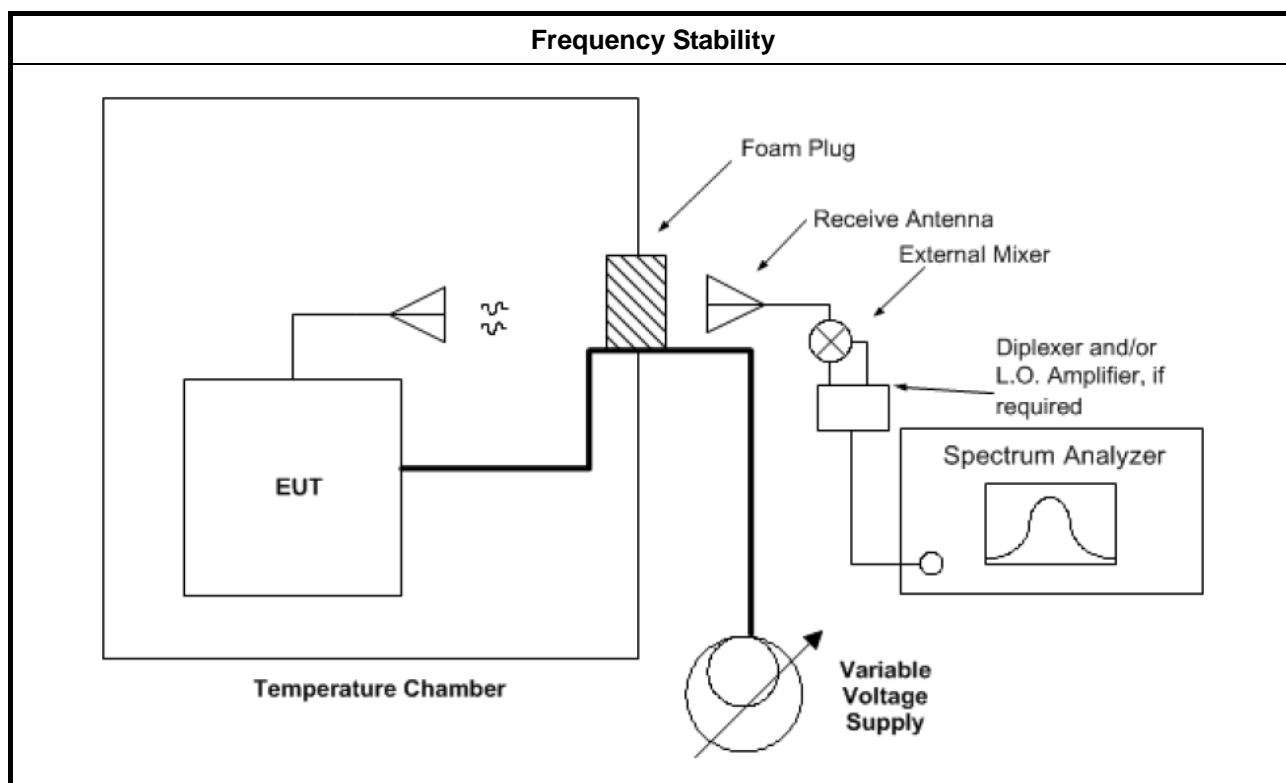 Frequency Stability
Foam Plug
Receive Antenna
External Mixer
Diplexer and/or
L.O. Amplifier, if
required
Spectrum Analyzer
EUT
Temperature Chamber
Variable
Voltage
Supply